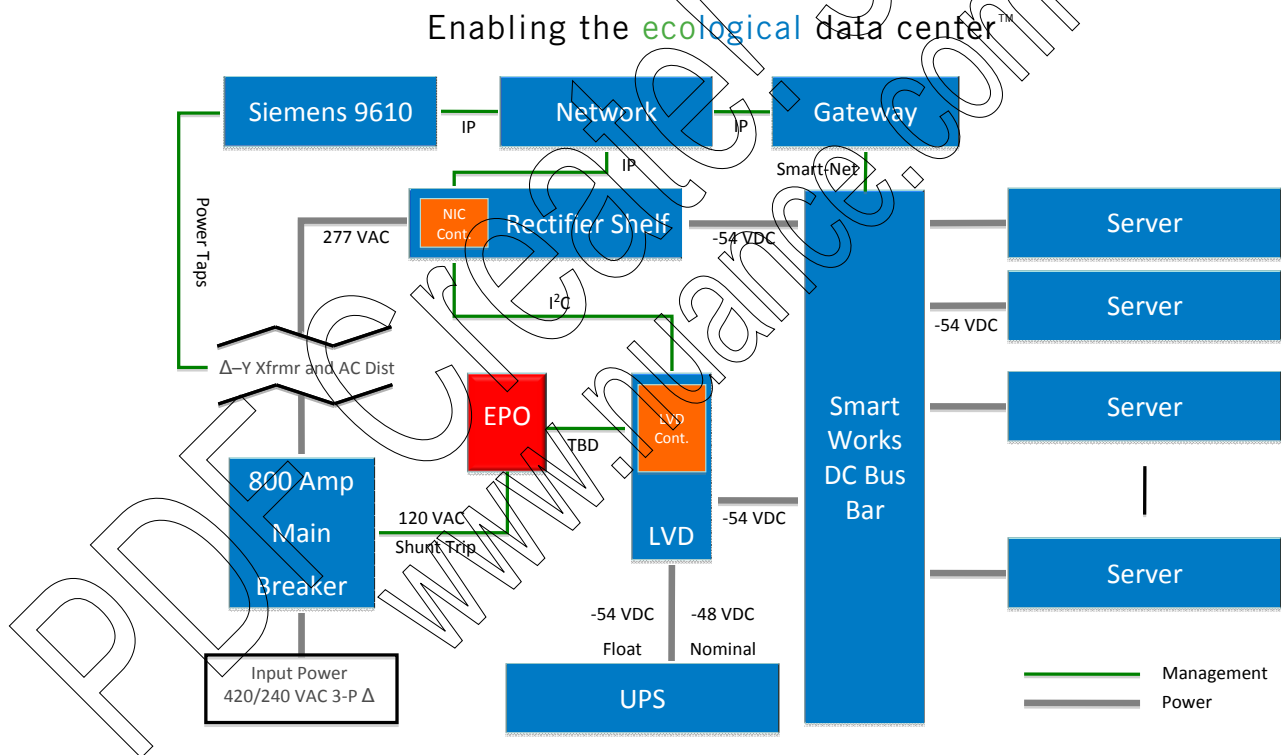 Enabling the ecological data center™
Siemens 9610
IP
Network
IP
Gateway
IP
Smart-Net
Power Taps
277 VAC
NIC
Cont.
Rectifier Shelf
-54 VDC
Server
I²C
Server
-54 VDC
Δ–Y Xfrmr and AC Dist
EPO
TBD
LVD
Cont.
LVD
Smart
Works
DC Bus
Bar
Server
800 Amp
Main
Breaker
120 VAC
Shunt Trip
-54 VDC
Server
-54 VDC
Float
-48 VDC
Nominal
UPS
Input Power
420/240 VAC 3-P Δ
Management
Power
PDF Creator
www.nuance.com